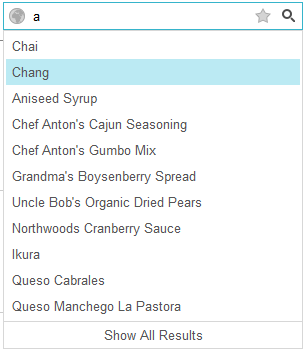 a
Chai
Chang
Aniseed Syrup
Chef Anton's Cajun Seasoning
Chef Anton's Gumbo Mix
Grandma's Boysenberry Spread
Uncle Bob's Organic Dried Pears
Northwoods Cranberry Sauce
Ikura
Queso Cabrales
Queso Manchego La Pastora
Show All Results